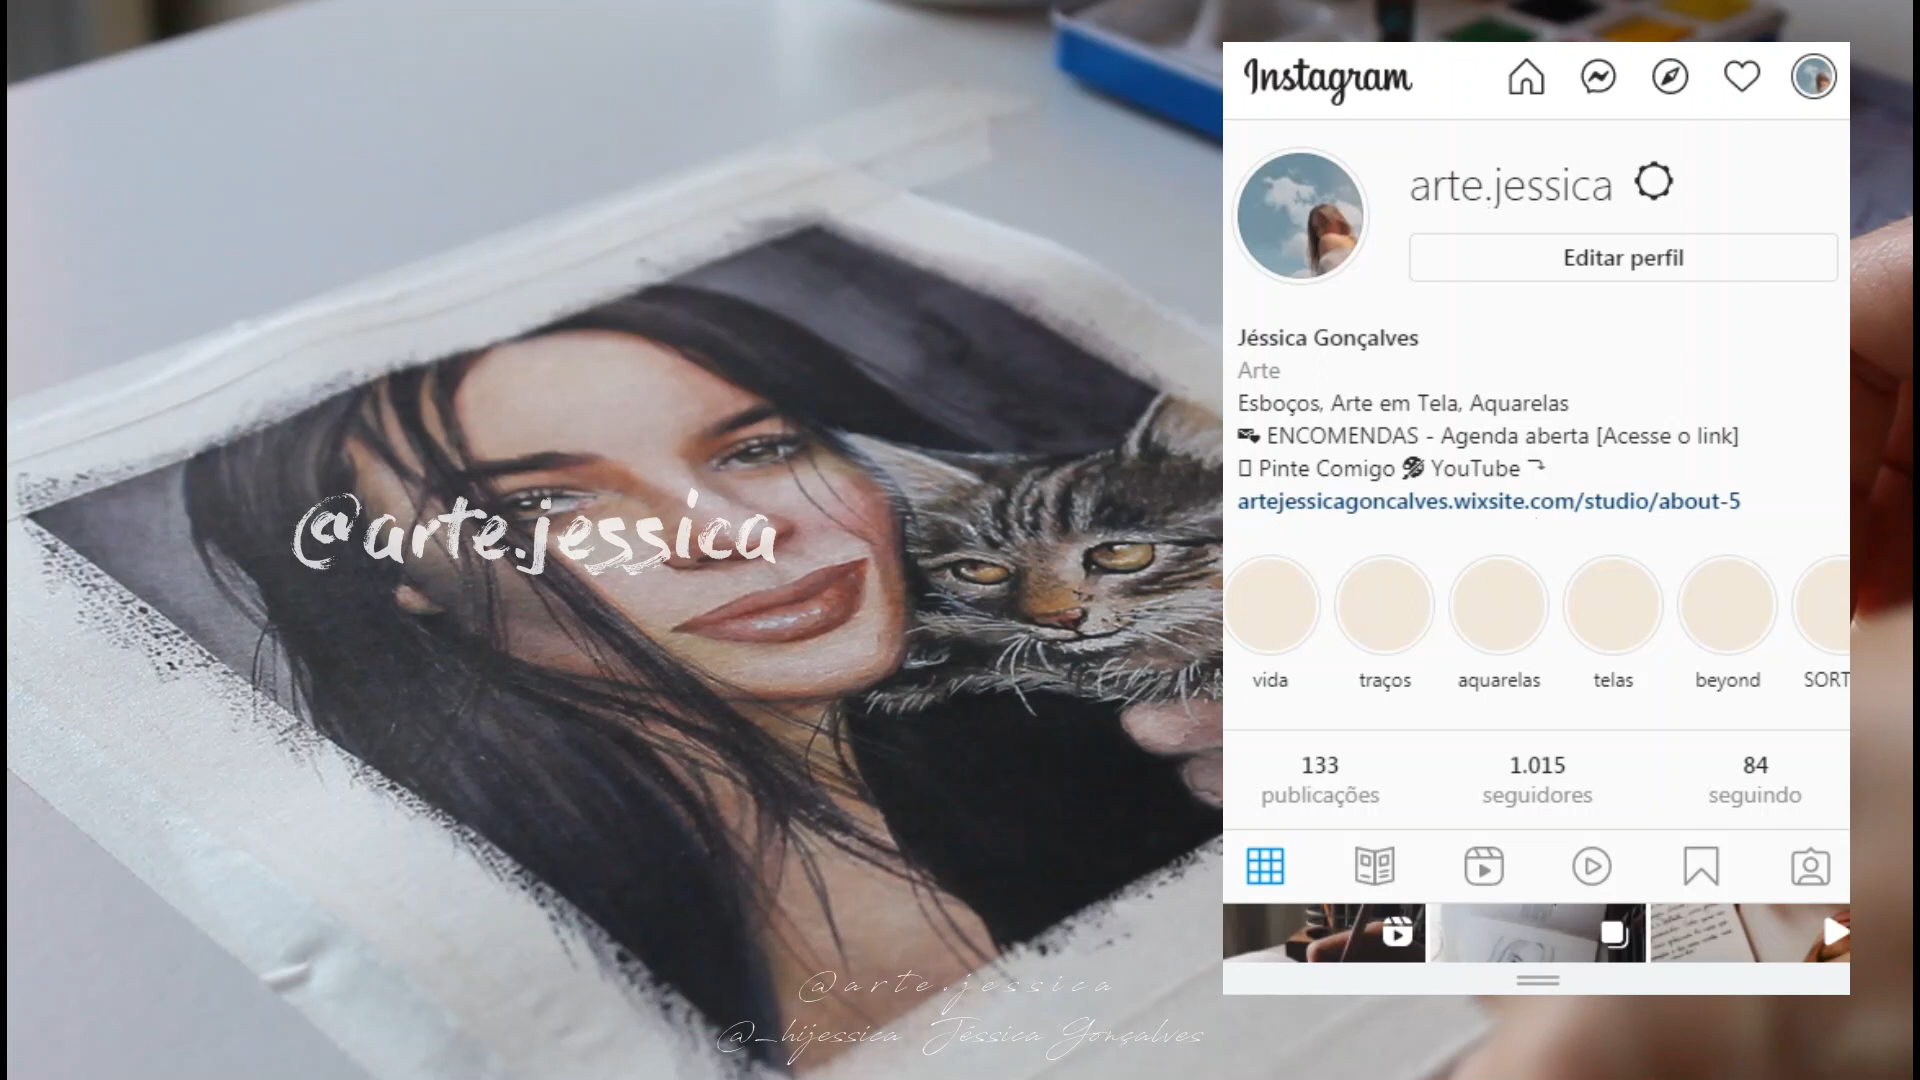 @arte.jessica
@arte.jessica
@_hijessica Jéssica Gonçalves
Instagram
arte.jessica
Editar perfil
Jéssica Gonçalves
Arte
Esboços, Arte em Tela, Aquarelas
ENCOMENDAS - Agenda aberta [Acesse o link]
Pinte Comigo YouTube
artejessicagoncalves.wixsite.com/studio/about-5
vida traços aquarelas telas beyond SORT
133 1.015 84
publicações seguidores seguindo